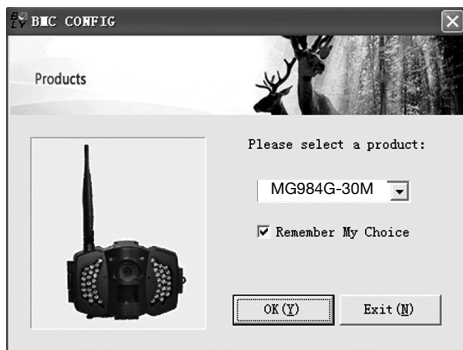 BMC CONFIG
Products
Please select a product:
MG984G-30M
Remember My Choice
OK(Y)
Exit(N)